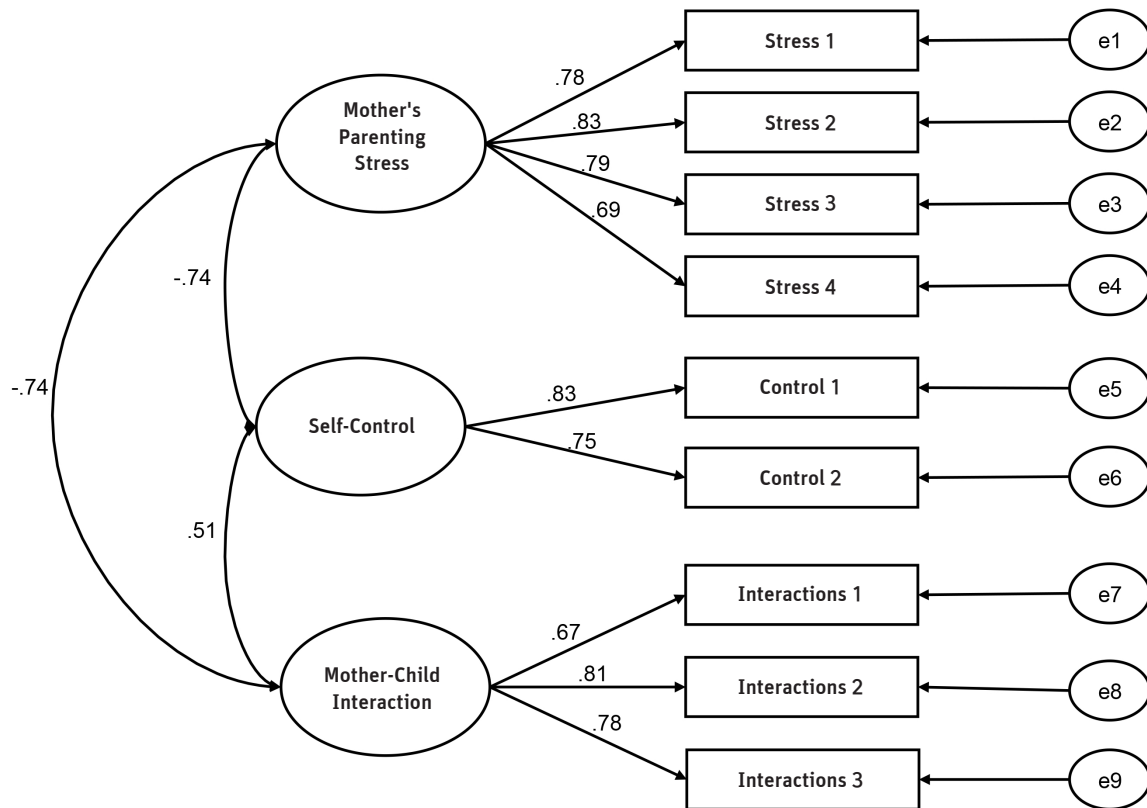 Stress 1
e1
.78
Mother's
Parenting
Stress
.83
Stress 2
e2
.79
Stress 3
e3
.69
Stress 4
e4
-.74
-.74
Self-Control
.83
Control 1
e5
.75
Control 2
e6
.51
Interactions 1
e7
.67
Mother-Child
Interaction
.81
Interactions 2
e8
.78
Interactions 3
e9